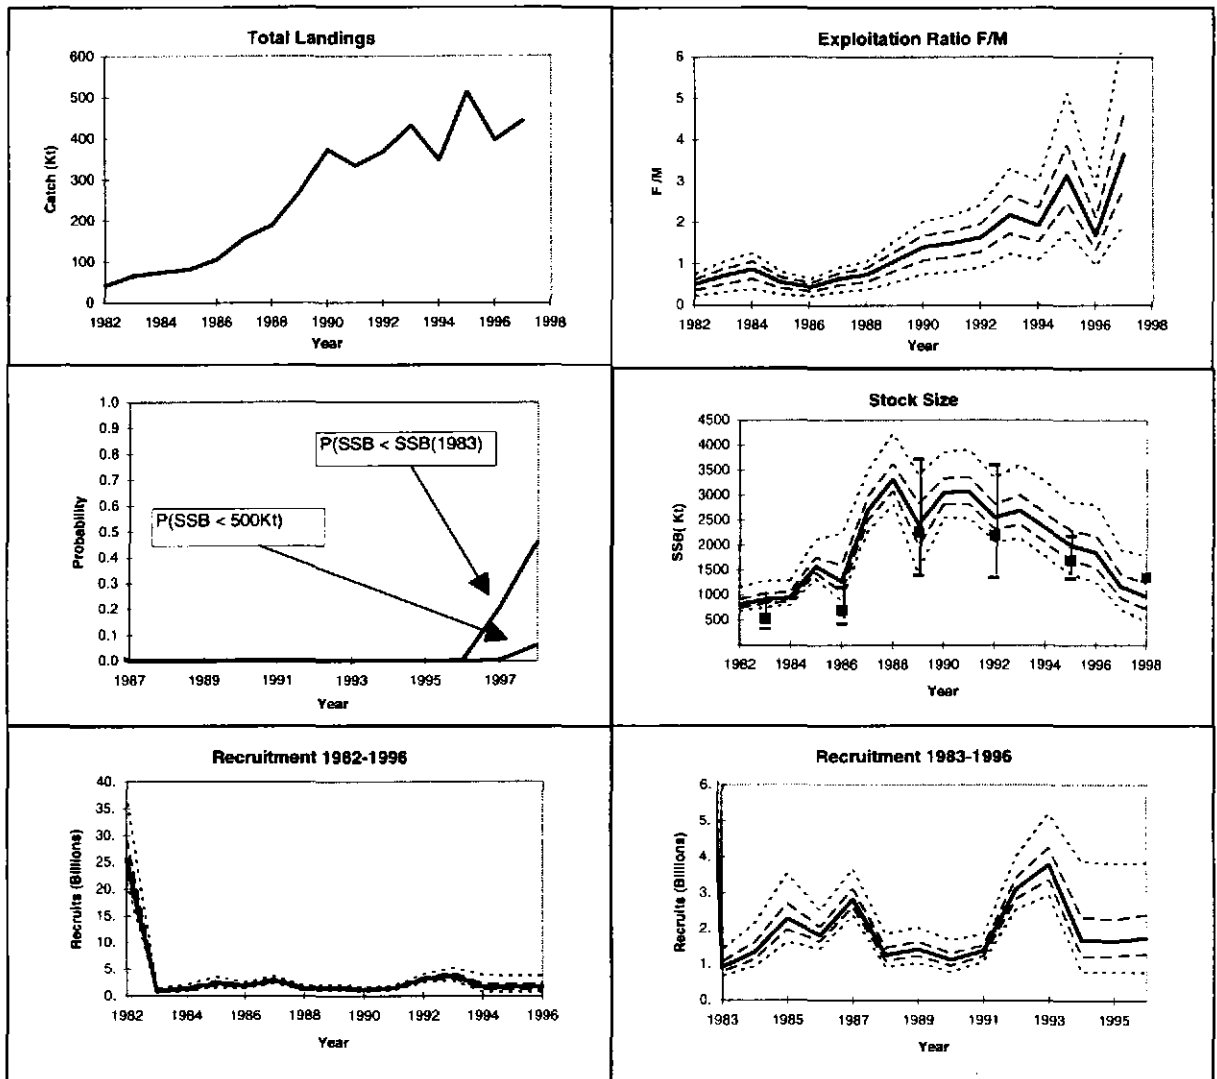 Total Landings
600
500
400
300
200
100
0
Catch (Kt)
1982 1984 1986 1988 1990 1992 1994 1996 1998
Year
Exploitation Ratio F/M
6
5
4
3
2
1
0
F /M
1982 1984 1986 1988 1990 1992 1994 1996 1998
Year
1.0
0.9
0.8
0.7
0.6
0.5
0.4
0.3
0.2
0.1
0.0
Probability
P(SSB < SSB(1983)
P(SSB < 500Kt)
1987 1989 1991 1993 1995 1997
Year
Stock Size
4500
4000
3500
3000
2500
2000
1500
1000
500
SSB( Kt)
1982 1984 1986 1988 1990 1992 1994 1996 1998
Year
Recruitment 1982-1996
40.
35.
30.
25.
20.
15.
10.
5.
0.
Recruits (Billions)
1982 1984 1986 1988 1990 1992 1994 1996
Year
Recruitment 1983-1996
6.
5.
4.
3.
2.
1.
0.
Recruits (Billlions)
1983 1985 1987 1989 1991 1993 1995
Year